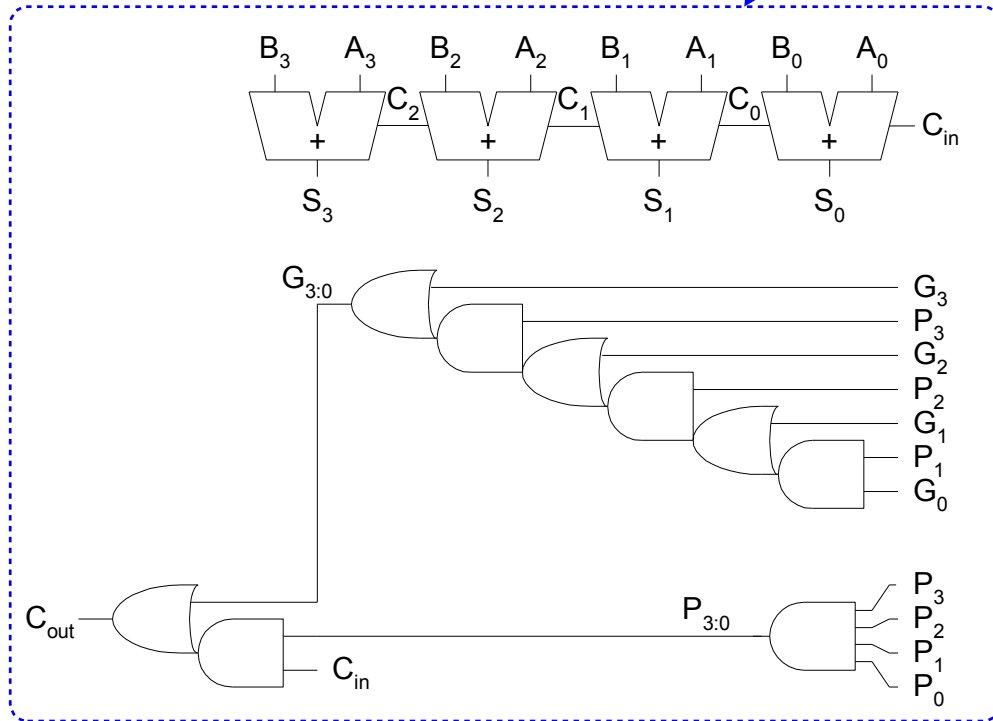 B3 A3 B2 A2 B1 A1 B0 A0
C2 C1 C0
+ + + + Cin
S3 S2 S1 S0
G3:0 G3
P3
G2
P2
G1
P1
G0
P3
P3:0 P2
Cout P1
Cin P0